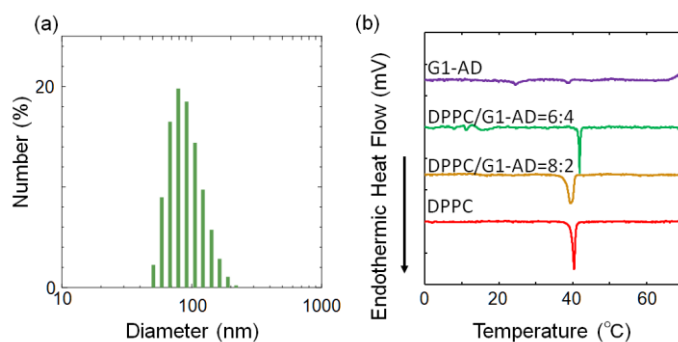 (a)
Number (%)
20
0
10
100
1000
Diameter (nm)
(b)
Endothermic Heat Flow (mV)
G1-AD
DPPC/G1-AD=6:4
DPPC/G1-AD=8:2
DPPC
0
20
40
60
Temperature (℃)